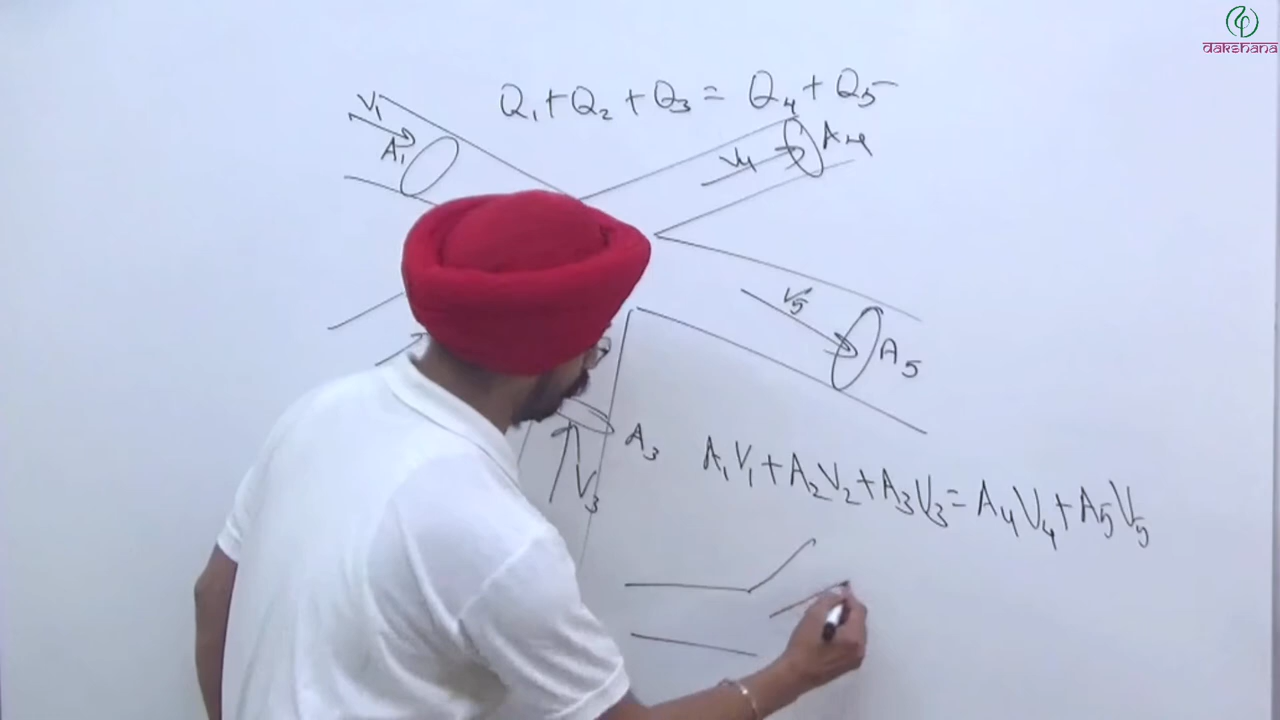 dakshana
Q₁+Q₂+Q₃ = Q₄+Q₅
V₁
A₁
V₄
A₄
V₅
A₅
A₃
V₃
A₁V₁+A₂V₂+A₃V₃=A₄V₄+A₅V₅